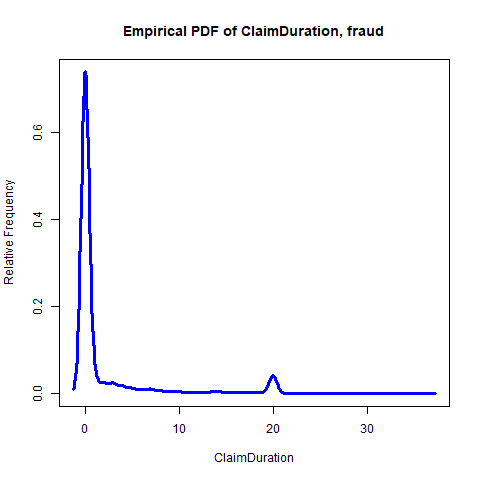 Empirical PDF of ClaimDuration, fraud
Relative Frequency
0.6
0.4
0.2
0.0
0 10 20 30
ClaimDuration